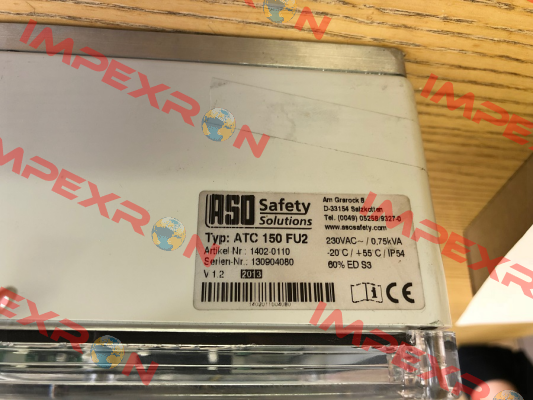 IMPEXRON
IMPEXRON
IMPEXRON
IMPEXRON
IMPEXRON
ASO Safety Solutions
Am Grarock 8
D-33154 Salzkotten
Tel. (0049) 05258/9327-0
www.asosafety.com
Typ: ATC 150 FU2
Artikel Nr.: 1402-0110
Serien-Nr.: 130904080
V 1.2 2013
230VAC~ / 0,75kVA
-20°C / +55°C / IP54
60% ED S3
i CE